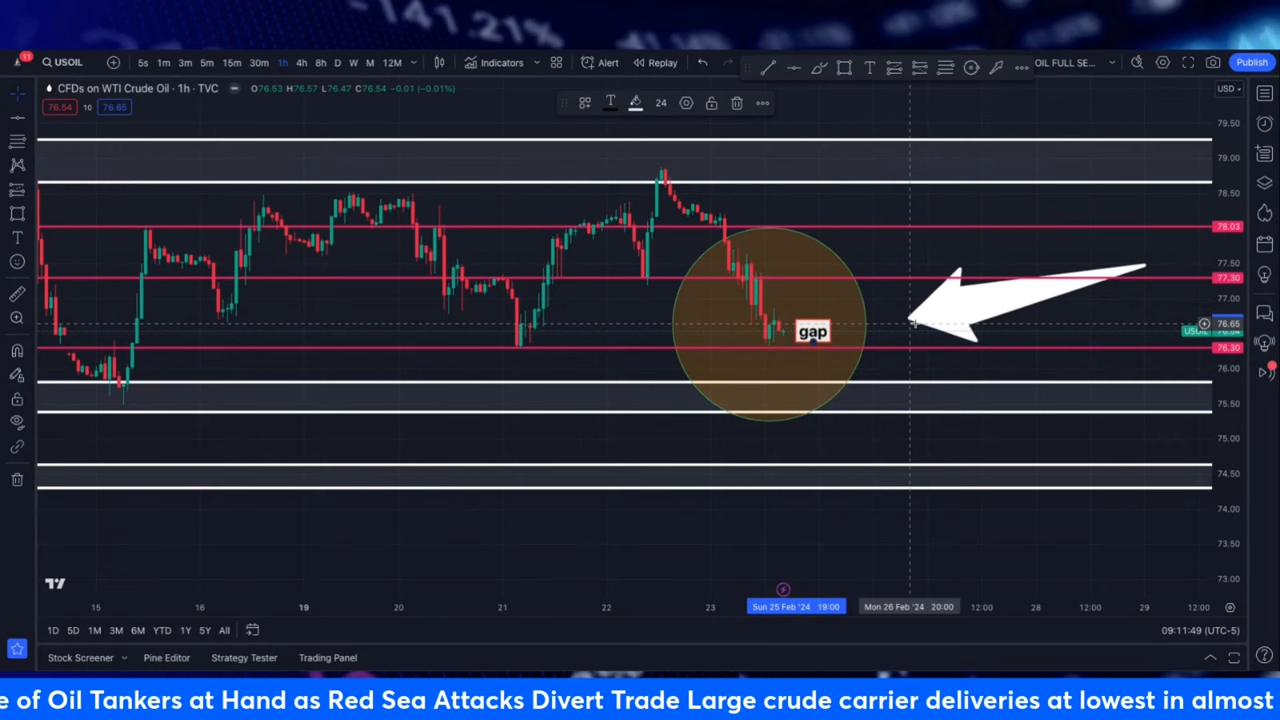 -141.21%
11
USOIL
5s 1m 3m 5m 15m 30m 1h 4h 8h D W M 12M
Indicators
Alert
Replay
OIL FULL SE...
Publish
CFDs on WTI Crude Oil · 1h · TVC
O76.53 H76.57 L76.47 C76.54 −0.01 (−0.01%)
76.54 10 76.65
24
USD
79.50
79.00
78.50
78.03
77.50
77.30
77.00
76.65
76.54
76.30
76.00
75.50
75.00
74.50
74.00
73.50
73.00
gap
15 16 19 20 21 22 23 Sun 25 Feb '24 19:00 Mon 26 Feb '24 20:00 12:00 28 12:00 29 12:00
1D 5D 1M 3M 6M YTD 1Y 5Y All
09:11:49 (UTC-5)
Stock Screener Pine Editor Strategy Tester Trading Panel
e of Oil Tankers at Hand as Red Sea Attacks Divert Trade Large crude carrier deliveries at lowest in almost